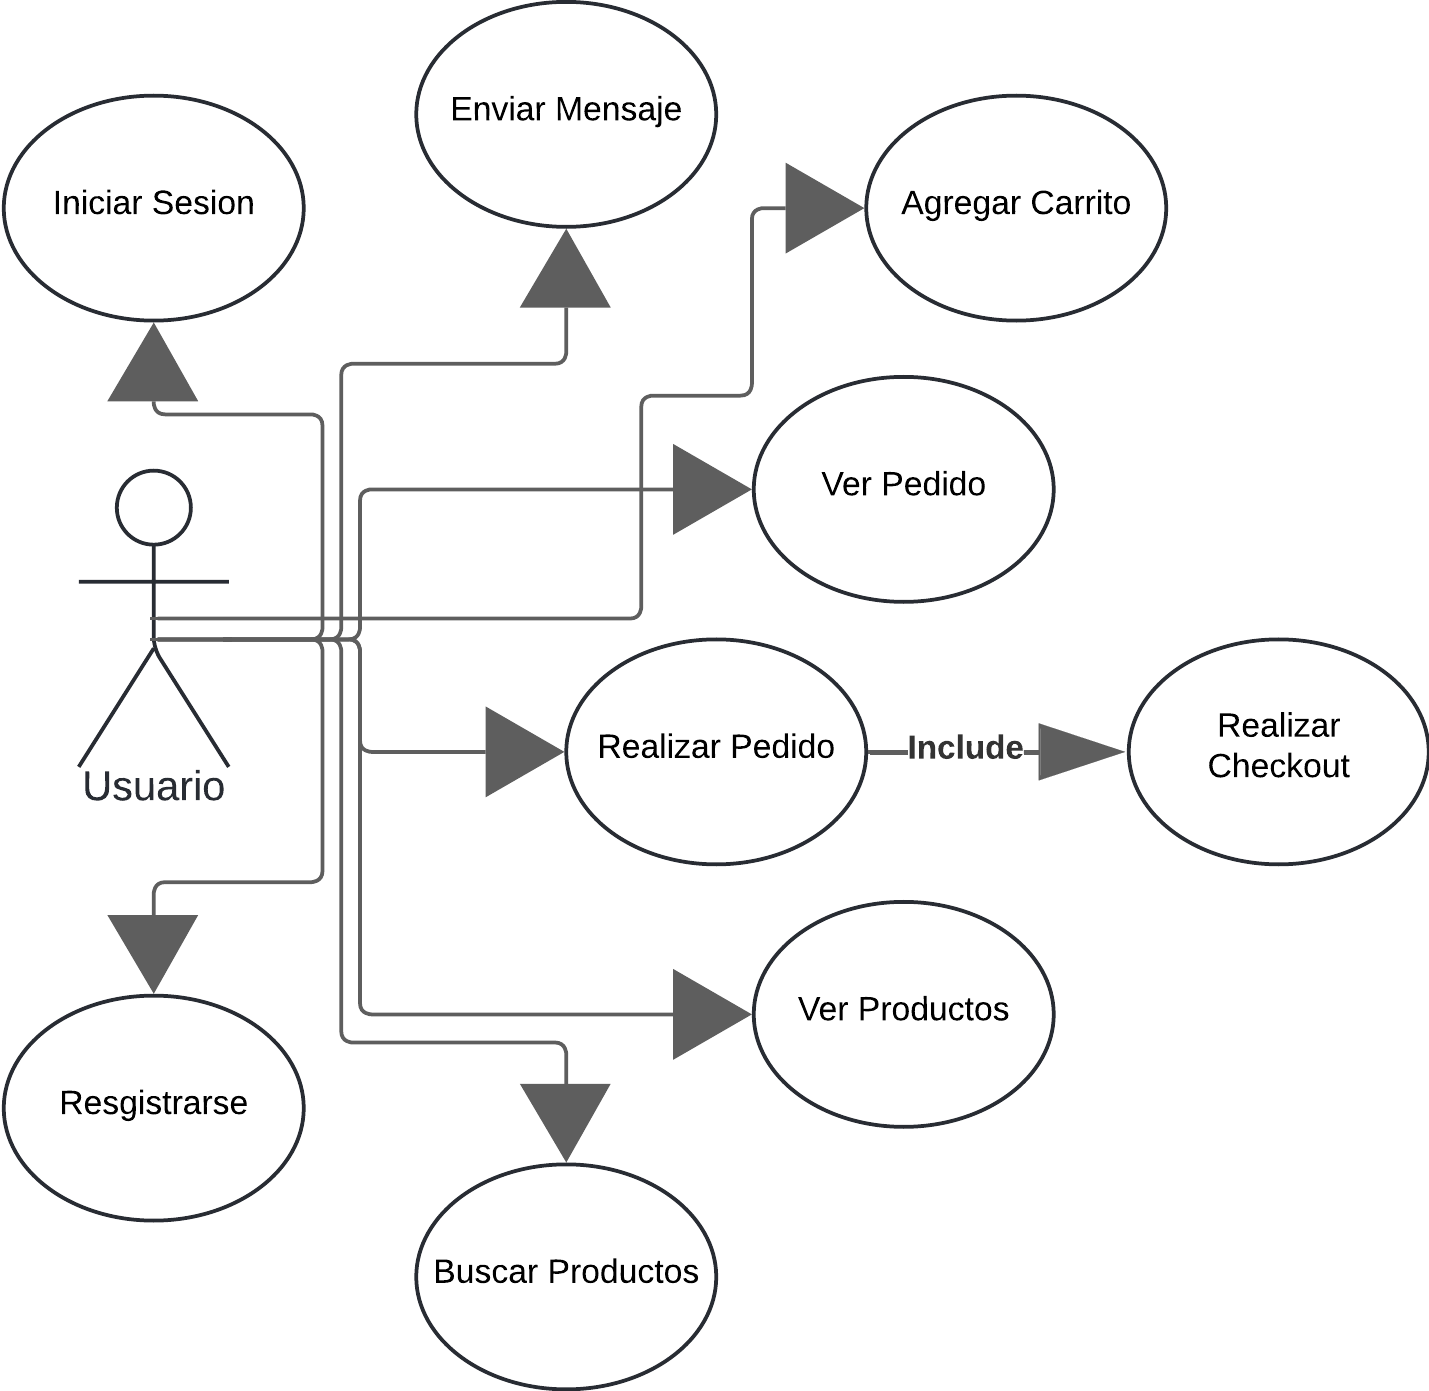 Enviar Mensaje
Iniciar Sesion
Agregar Carrito
Ver Pedido
Usuario
Realizar Pedido
Include
Realizar
Checkout
Ver Productos
Resgistrarse
Buscar Productos